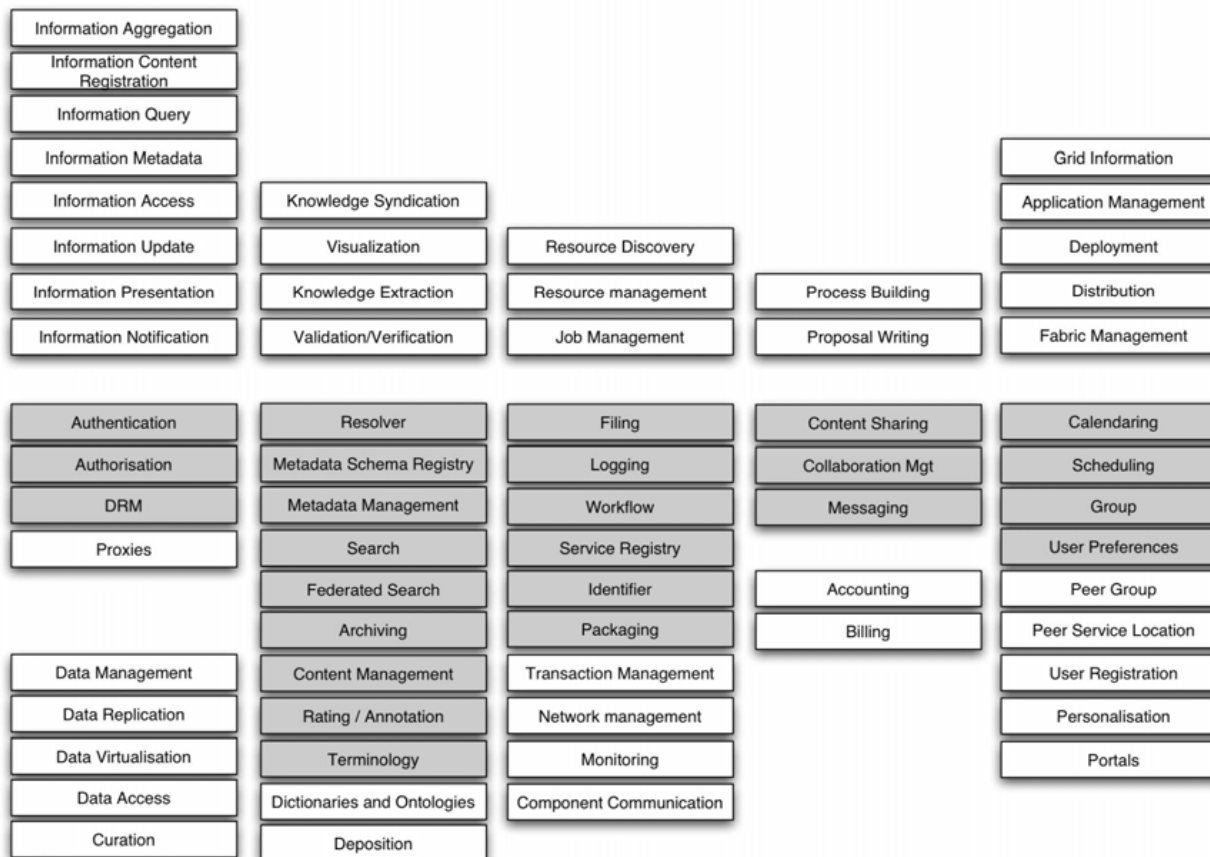 Information Aggregation
Information Content
Registration
Information Query
Information Metadata
Information Access
Information Update
Information Presentation
Information Notification
Knowledge Syndication
Visualization
Knowledge Extraction
Validation/Verification
Resource Discovery
Resource management
Job Management
Process Building
Proposal Writing
Grid Information
Application Management
Deployment
Distribution
Fabric Management
Authentication
Authorisation
DRM
Proxies
Data Management
Data Replication
Data Virtualisation
Data Access
Curation
Resolver
Metadata Schema Registry
Metadata Management
Search
Federated Search
Archiving
Content Management
Rating / Annotation
Terminology
Dictionaries and Ontologies
Deposition
Filing
Logging
Workflow
Service Registry
Identifier
Packaging
Transaction Management
Network management
Monitoring
Component Communication
Content Sharing
Collaboration Mgt
Messaging
Accounting
Billing
Calendaring
Scheduling
Group
User Preferences
Peer Group
Peer Service Location
User Registration
Personalisation
Portals